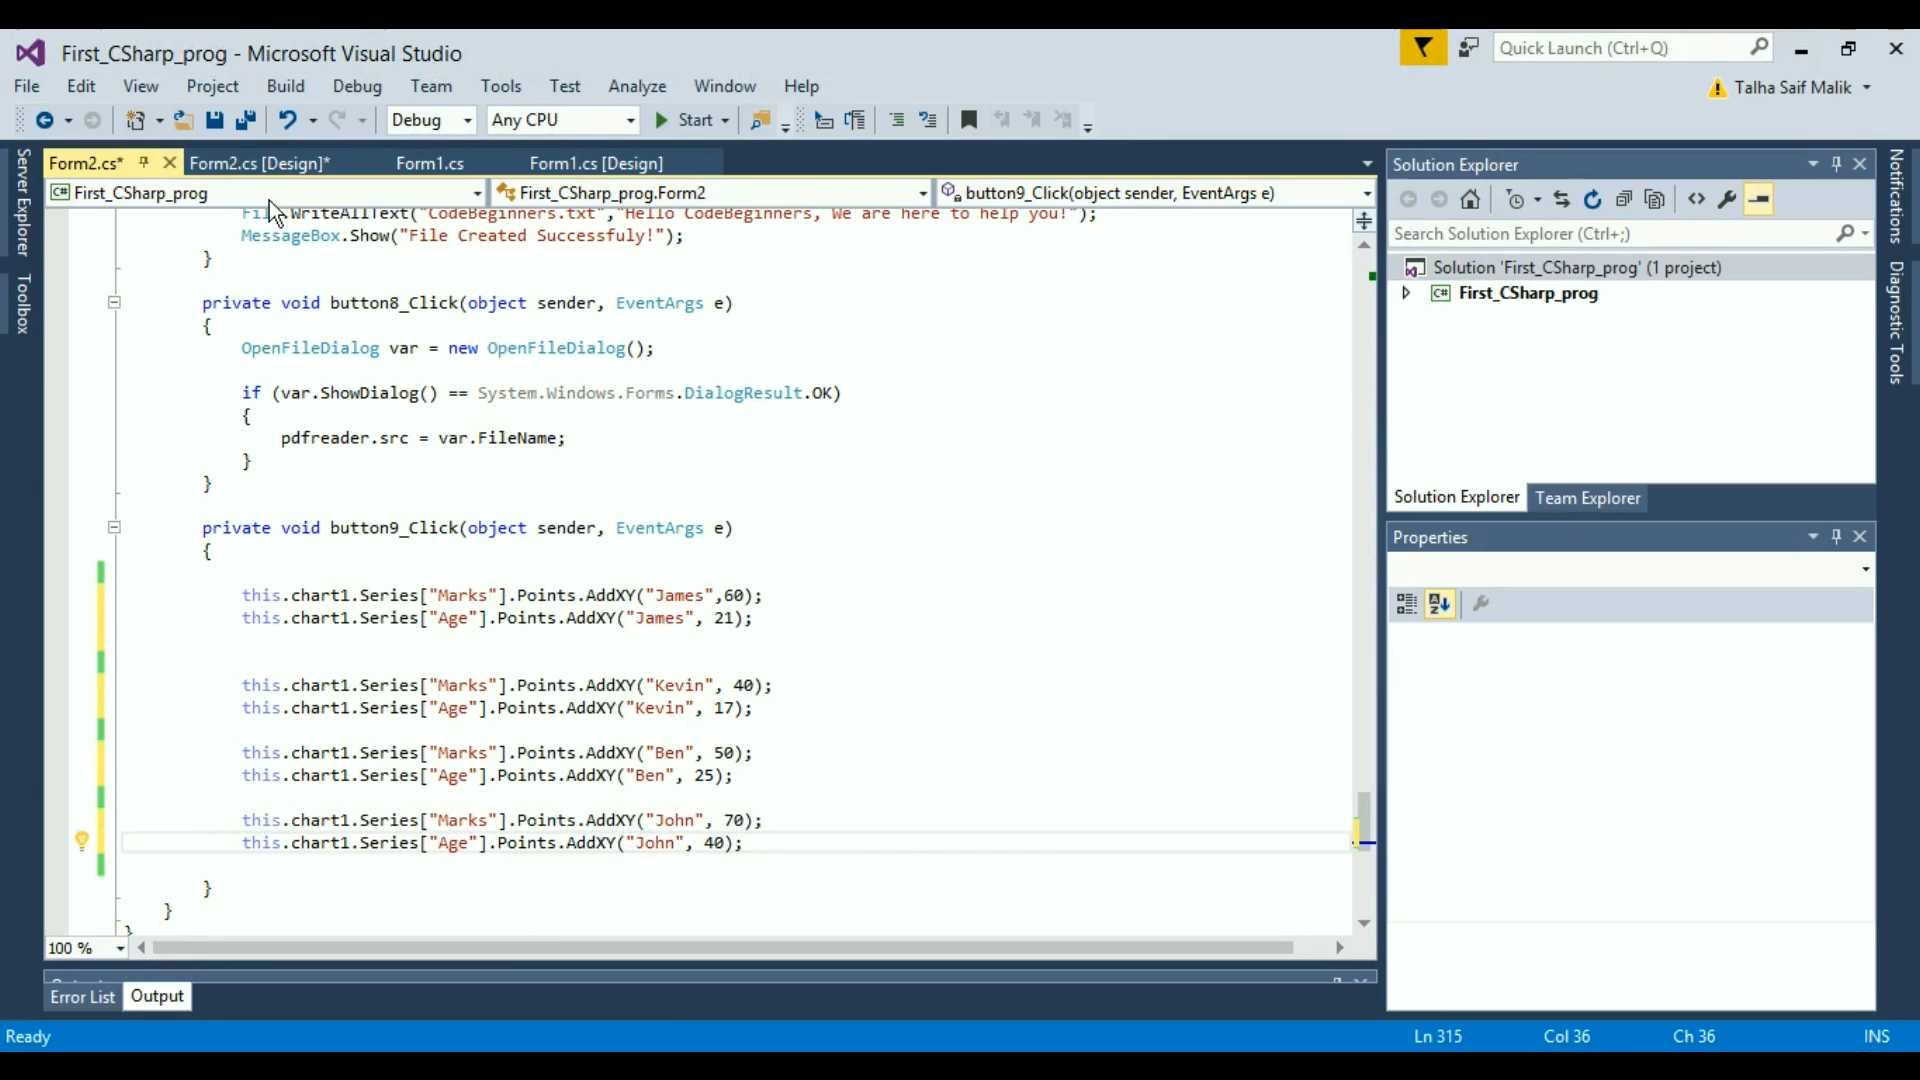 First_CSharp_prog - Microsoft Visual Studio
Quick Launch (Ctrl+Q)
File Edit View Project Build Debug Team Tools Test Analyze Window Help
Talha Saif Malik
Debug Any CPU Start
Server Explorer
Toolbox
Form2.cs* Form2.cs [Design]* Form1.cs Form1.cs [Design]
First_CSharp_prog First_CSharp_prog.Form2 button9_Click(object sender, EventArgs e)
.WriteAllText("CodeBeginners.txt","Hello CodeBeginners, We are here to help you!");
MessageBox.Show("File Created Successfuly!");
}
private void button8_Click(object sender, EventArgs e)
{
OpenFileDialog var = new OpenFileDialog();
if (var.ShowDialog() == System.Windows.Forms.DialogResult.OK)
{
pdfreader.src = var.FileName;
}
}
private void button9_Click(object sender, EventArgs e)
{
this.chart1.Series["Marks"].Points.AddXY("James",60);
this.chart1.Series["Age"].Points.AddXY("James", 21);
this.chart1.Series["Marks"].Points.AddXY("Kevin", 40);
this.chart1.Series["Age"].Points.AddXY("Kevin", 17);
this.chart1.Series["Marks"].Points.AddXY("Ben", 50);
this.chart1.Series["Age"].Points.AddXY("Ben", 25);
this.chart1.Series["Marks"].Points.AddXY("John", 70);
this.chart1.Series["Age"].Points.AddXY("John", 40);
}
}
}
100 %
Error List Output
Solution Explorer
Search Solution Explorer (Ctrl+;)
Solution 'First_CSharp_prog' (1 project)
C# First_CSharp_prog
Solution Explorer Team Explorer
Properties
Notifications
Diagnostic Tools
Ready Ln 315 Col 36 Ch 36 INS